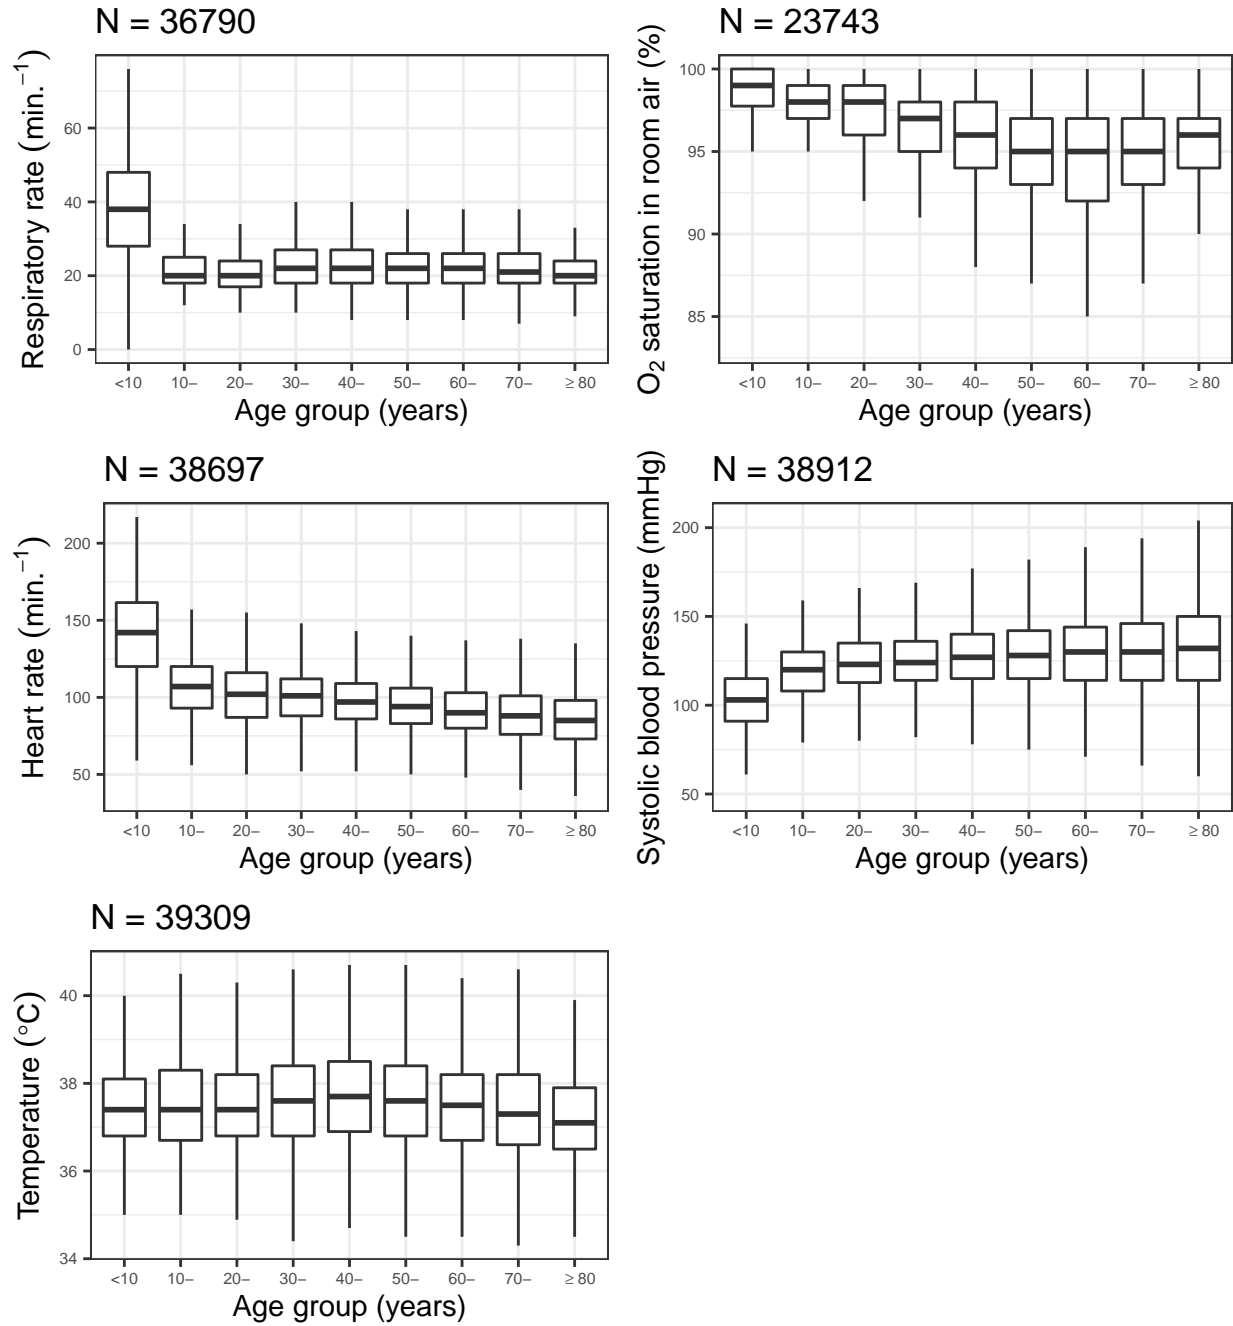 N = 36790
Respiratory rate (min.⁻¹)
60
40
20
0
<10 10– 20– 30– 40– 50– 60– 70– ≥ 80
Age group (years)
N = 23743
O₂ saturation in room air (%)
100
95
90
85
<10 10– 20– 30– 40– 50– 60– 70– ≥ 80
Age group (years)
N = 38697
Heart rate (min.⁻¹)
200
150
100
50
<10 10– 20– 30– 40– 50– 60– 70– ≥ 80
Age group (years)
N = 38912
Systolic blood pressure (mmHg)
200
150
100
50
<10 10– 20– 30– 40– 50– 60– 70– ≥ 80
Age group (years)
N = 39309
Temperature (°C)
40
38
36
34
<10 10– 20– 30– 40– 50– 60– 70– ≥ 80
Age group (years)